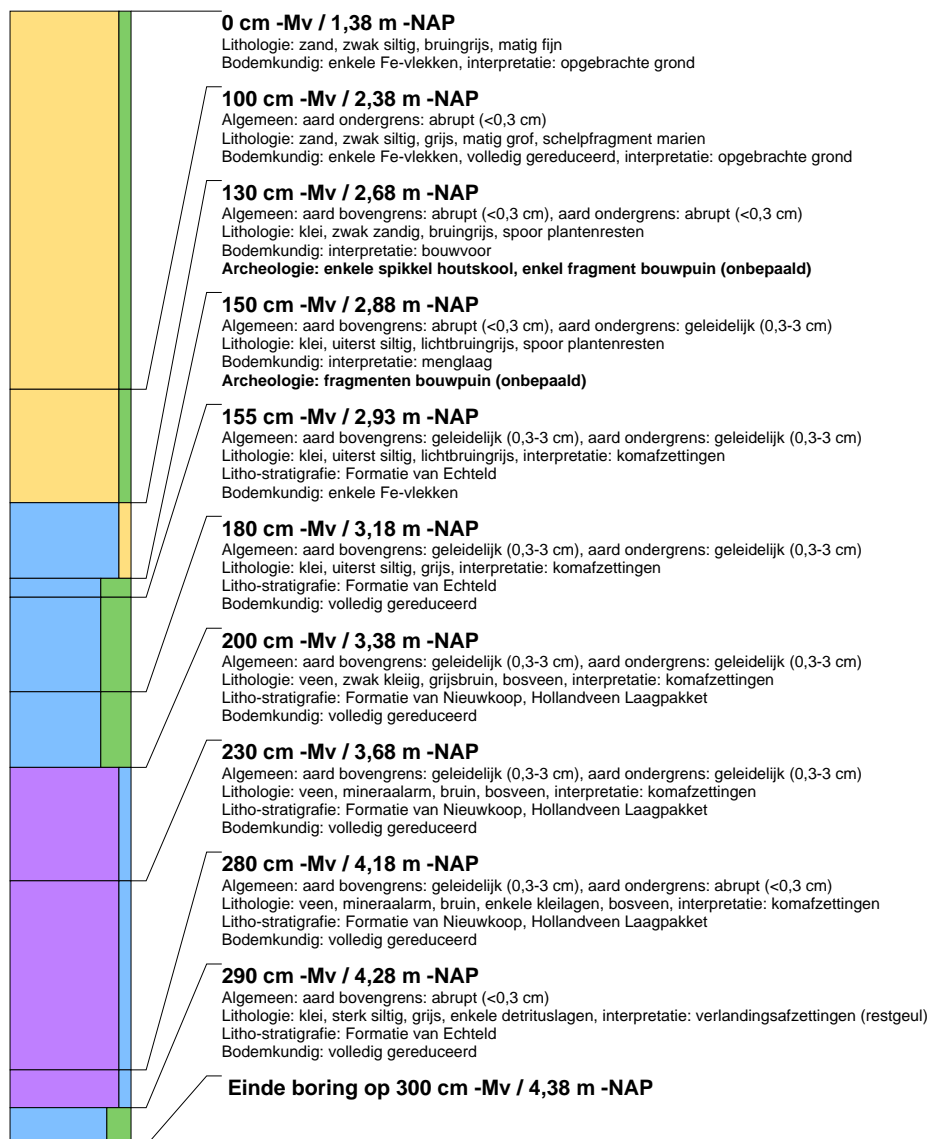 0 cm -Mv / 1,38 m -NAP
Lithologie: zand, zwak siltig, bruingrijs, matig fijn
Bodemkundig: enkele Fe-vlekken, interpretatie: opgebrachte grond
100 cm -Mv / 2,38 m -NAP
Algemeen: aard ondergrens: abrupt (<0,3 cm)
Lithologie: zand, zwak siltig, grijs, matig grof, schelpfragment marien
Bodemkundig: enkele Fe-vlekken, volledig gereduceerd, interpretatie: opgebrachte grond
130 cm -Mv / 2,68 m -NAP
Algemeen: aard bovengrens: abrupt (<0,3 cm), aard ondergrens: abrupt (<0,3 cm)
Lithologie: klei, zwak zandig, bruingrijs, spoor plantenresten
Bodemkundig: interpretatie: bouwvoor
Archeologie: enkele spikkel houtskool, enkel fragment bouwpuin (onbepaald)
150 cm -Mv / 2,88 m -NAP
Algemeen: aard bovengrens: abrupt (<0,3 cm), aard ondergrens: geleidelijk (0,3-3 cm)
Lithologie: klei, uiterst siltig, lichtbruingrijs, spoor plantenresten
Bodemkundig: interpretatie: menglaag
Archeologie: fragmenten bouwpuin (onbepaald)
155 cm -Mv / 2,93 m -NAP
Algemeen: aard bovengrens: geleidelijk (0,3-3 cm), aard ondergrens: geleidelijk (0,3-3 cm)
Lithologie: klei, uiterst siltig, lichtbruingrijs, interpretatie: komafzettingen
Litho-stratigrafie: Formatie van Echteld
Bodemkundig: enkele Fe-vlekken
180 cm -Mv / 3,18 m -NAP
Algemeen: aard bovengrens: geleidelijk (0,3-3 cm), aard ondergrens: geleidelijk (0,3-3 cm)
Lithologie: klei, uiterst siltig, grijs, interpretatie: komafzettingen
Litho-stratigrafie: Formatie van Echteld
Bodemkundig: volledig gereduceerd
200 cm -Mv / 3,38 m -NAP
Algemeen: aard bovengrens: geleidelijk (0,3-3 cm), aard ondergrens: geleidelijk (0,3-3 cm)
Lithologie: veen, zwak kleiig, grijsbruin, bosveen, interpretatie: komafzettingen
Litho-stratigrafie: Formatie van Nieuwkoop, Hollandveen Laagpakket
Bodemkundig: volledig gereduceerd
230 cm -Mv / 3,68 m -NAP
Algemeen: aard bovengrens: geleidelijk (0,3-3 cm), aard ondergrens: geleidelijk (0,3-3 cm)
Lithologie: veen, mineraalarm, bruin, bosveen, interpretatie: komafzettingen
Litho-stratigrafie: Formatie van Nieuwkoop, Hollandveen Laagpakket
Bodemkundig: volledig gereduceerd
280 cm -Mv / 4,18 m -NAP
Algemeen: aard bovengrens: geleidelijk (0,3-3 cm), aard ondergrens: abrupt (<0,3 cm)
Lithologie: veen, mineraalarm, bruin, enkele kleilagen, bosveen, interpretatie: komafzettingen
Litho-stratigrafie: Formatie van Nieuwkoop, Hollandveen Laagpakket
Bodemkundig: volledig gereduceerd
290 cm -Mv / 4,28 m -NAP
Algemeen: aard bovengrens: abrupt (<0,3 cm)
Lithologie: klei, sterk siltig, grijs, enkele detrituslagen, interpretatie: verlandingsafzettingen (restgeul)
Litho-stratigrafie: Formatie van Echteld
Bodemkundig: volledig gereduceerd
Einde boring op 300 cm -Mv / 4,38 m -NAP